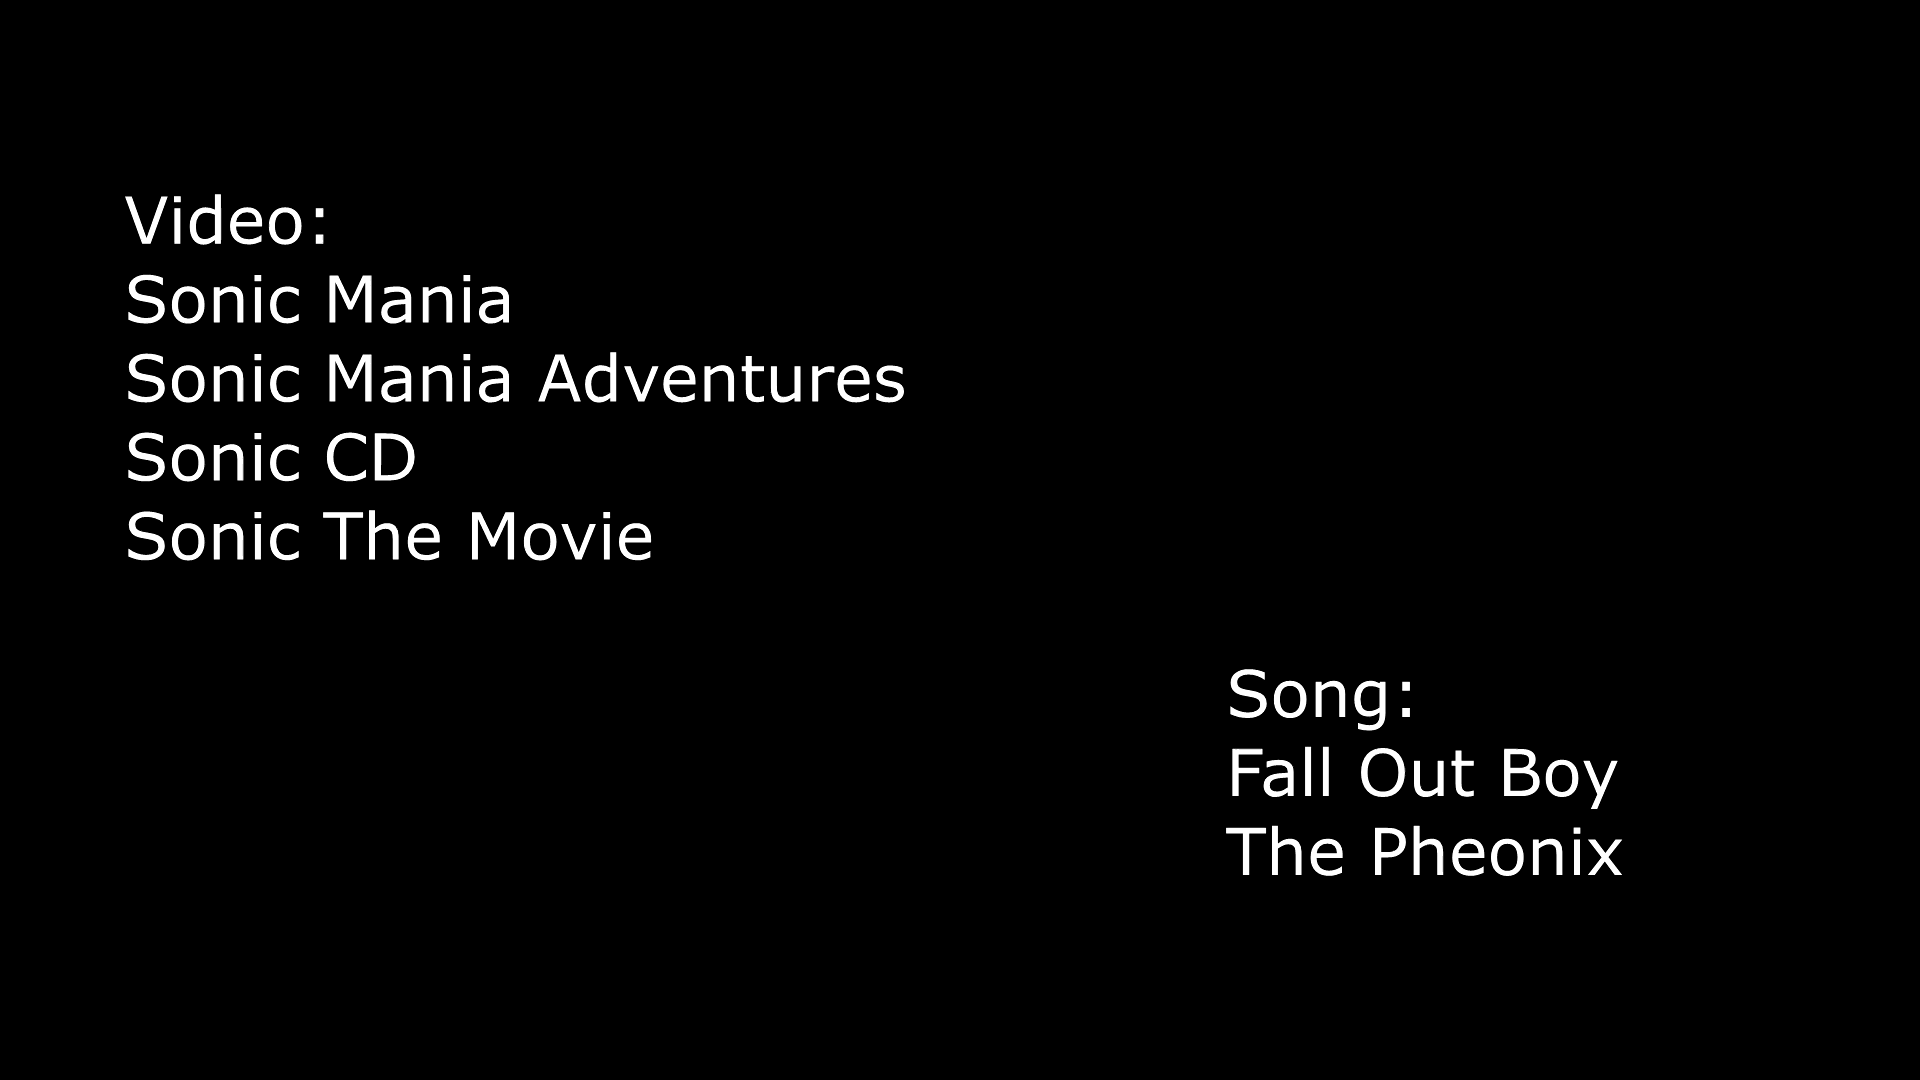 Video:
Sonic Mania
Sonic Mania Adventures
Sonic CD
Sonic The Movie
Song:
Fall Out Boy
The Pheonix